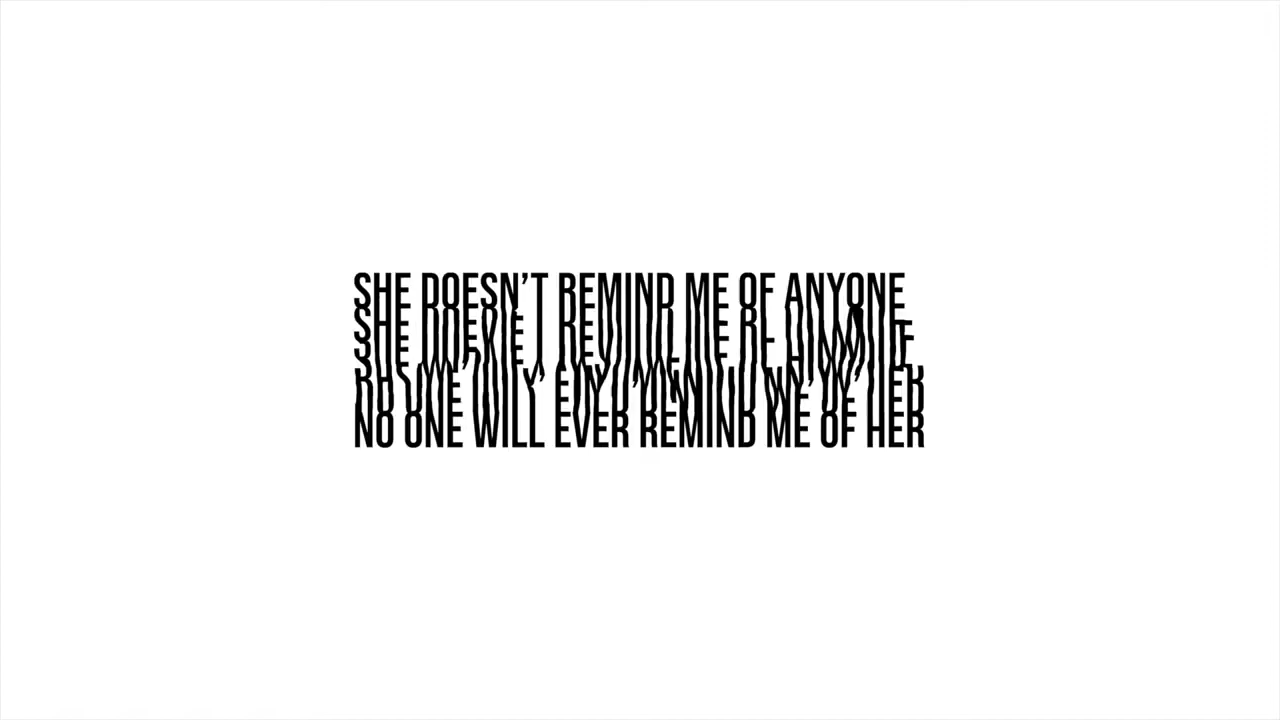 SHE DOESN’T REMIND ME OF ANYONE
NO ONE WILL EVER REMIND ME OF HER